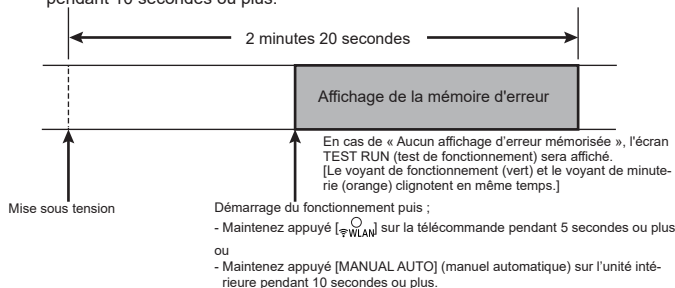 pendant 10 secondes ou plus.
2 minutes 20 secondes
Affichage de la mémoire d'erreur
En cas de « Aucun affichage d'erreur mémorisée », l'écran
TEST RUN (test de fonctionnement) sera affiché.
[Le voyant de fonctionnement (vert) et le voyant de minute-
rie (orange) clignotent en même temps.]
Mise sous tension
Démarrage du fonctionnement puis ;
- Maintenez appuyé [WLAN] sur la télécommande pendant 5 secondes ou plus
ou
- Maintenez appuyé [MANUAL AUTO] (manuel automatique) sur l'unité inté-
rieure pendant 10 secondes ou plus.